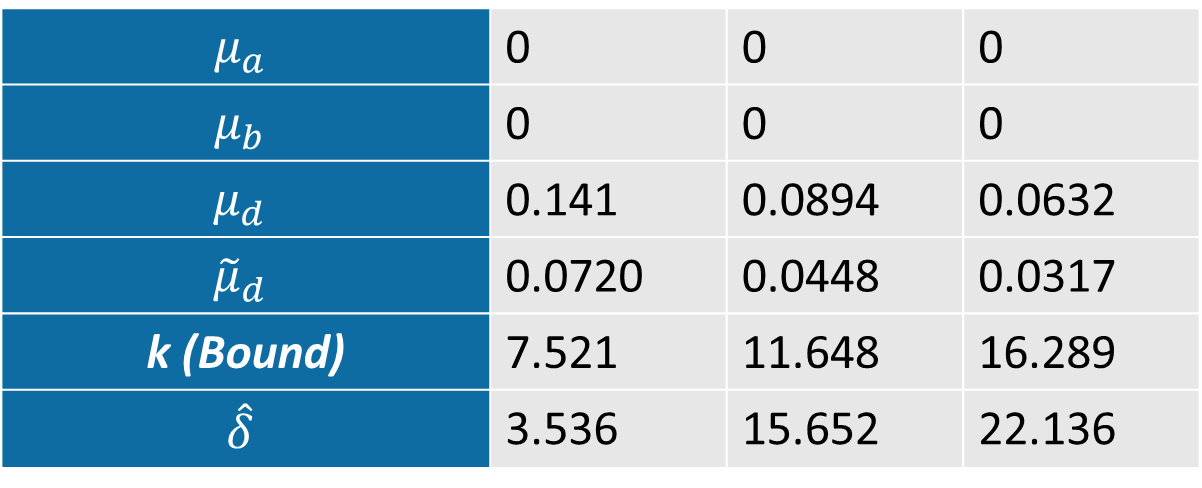 μₐ 0 0 0
μ_b 0 0 0
μ_d 0.141 0.0894 0.0632
μ̃_d 0.0720 0.0448 0.0317
k (Bound) 7.521 11.648 16.289
δ̂ 3.536 15.652 22.136